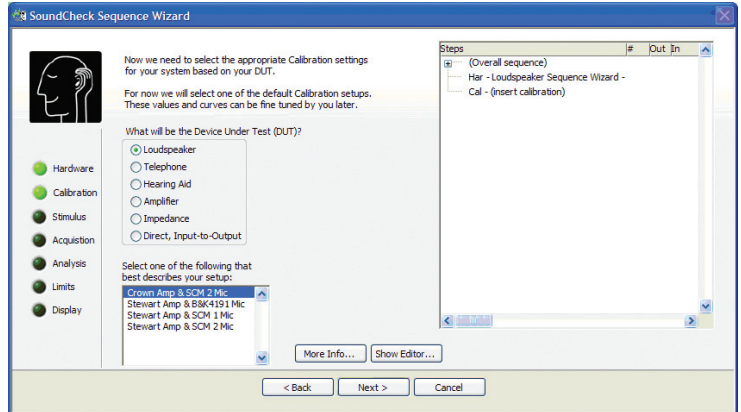 SoundCheck Sequence Wizard
Now we need to select the appropriate Calibration settings
for your system based on your DUT.
For now we will select one of the default Calibration setups.
These values and curves can be fine tuned by you later.
What will be the Device Under Test (DUT)?
Loudspeaker
Telephone
Hearing Aid
Amplifier
Impedance
Direct, Input-to-Output
Hardware
Calibration
Stimulus
Acquistion
Analysis
Limits
Display
Select one of the following that
best describes your setup:
Crown Amp & SCM 2 Mic
Stewart Amp & B&K4191 Mic
Stewart Amp & SCM 1 Mic
Stewart Amp & SCM 2 Mic
Steps # Out In
(Overall sequence)
Har - Loudspeaker Sequence Wizard -
Cal - (insert calibration)
More Info... Show Editor...
< Back Next > Cancel